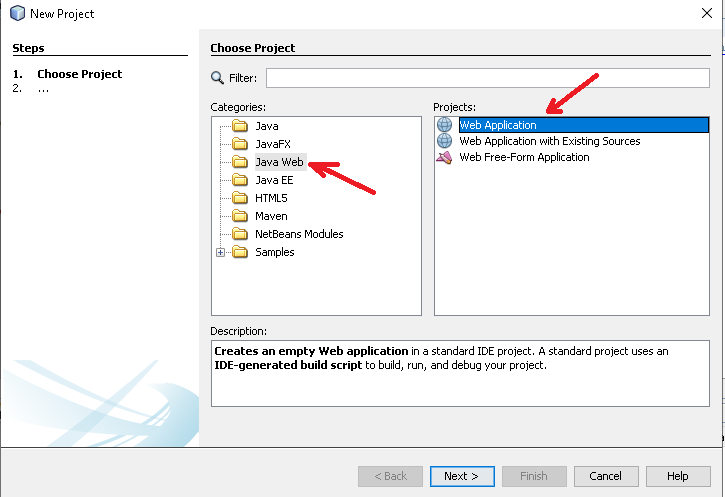 New Project
Steps
1. Choose Project
2. ...
Choose Project
Filter:
Categories:
Java
JavaFX
Java Web
Java EE
HTML5
Maven
NetBeans Modules
Samples
Projects:
Web Application
Web Application with Existing Sources
Web Free-Form Application
Description:
Creates an empty Web application in a standard IDE project. A standard project uses an
IDE-generated build script to build, run, and debug your project.
< Back
Next >
Finish
Cancel
Help